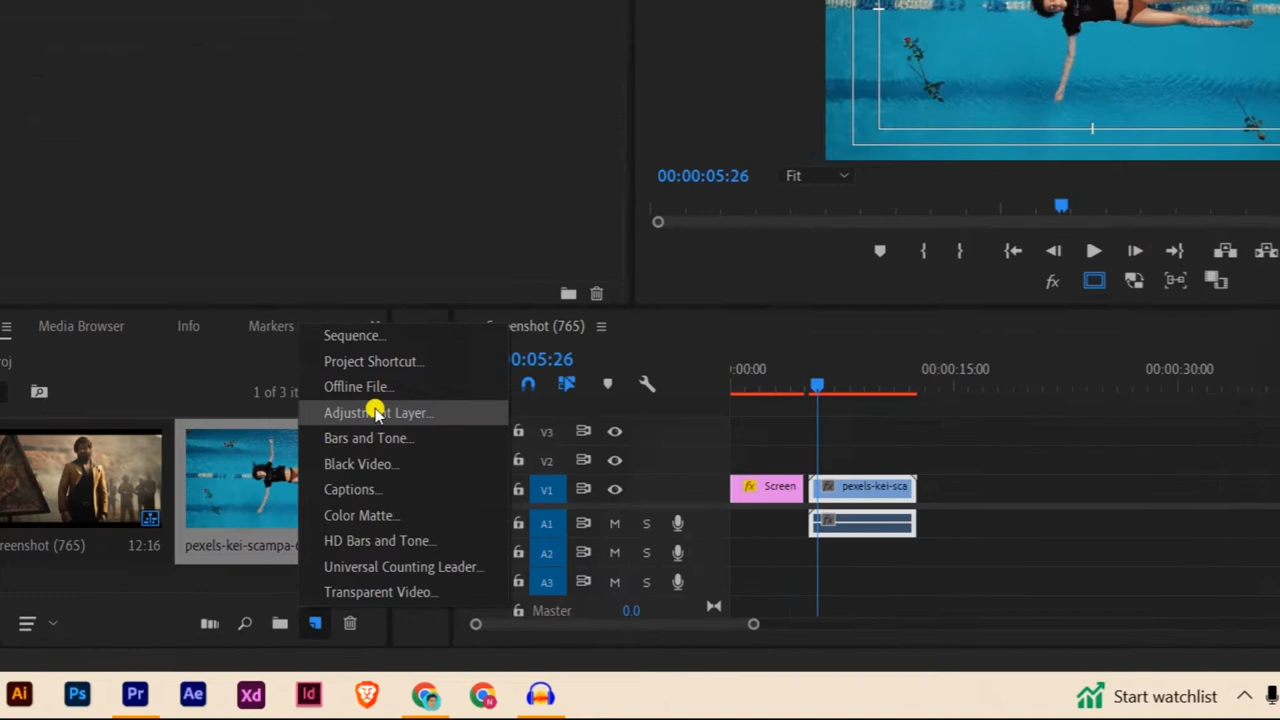 00:00:05:26
Fit
Media Browser
Info
Markers
1 of 3 it
12:16
Sequence...
Project Shortcut...
Offline File...
Adjustment Layer...
Bars and Tone...
Black Video...
Captions...
Color Matte...
HD Bars and Tone...
Universal Counting Leader...
Transparent Video...
reenshot (765)
pexels-kei-scampa-
enshot (765)
0:05:26
:00:00
00:00:15:00
00:00:30:00
V3
V2
V1
fx Screen
fx pexels-kei-sca
A1 M S
fx
A2 M S
A3 M S
Master 0.0
fx
Ai Ps Pr Ae Xd Id
Start watchlist